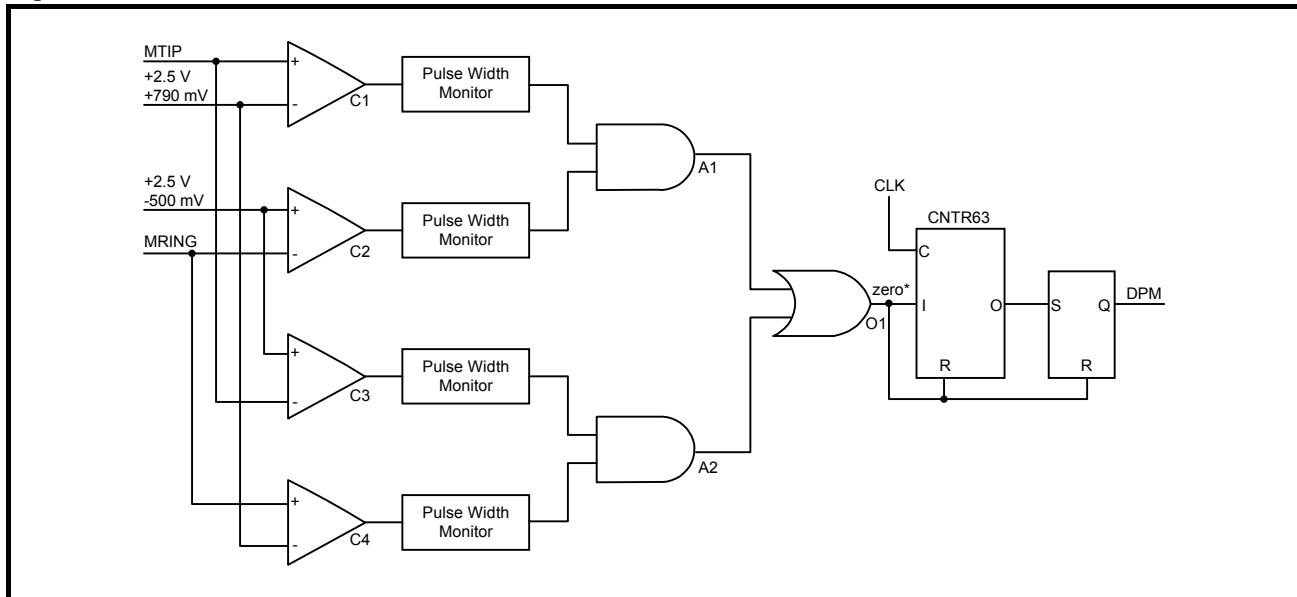 MTIP
+2.5 V
+790 mV
+
-
C1
Pulse Width
Monitor
A1
+2.5 V
-500 mV
MRING
+
-
C2
Pulse Width
Monitor
CLK
CNTR63
C
I
O
R
zero*
O1
S
Q
R
DPM
+
-
C3
Pulse Width
Monitor
A2
+
-
C4
Pulse Width
Monitor